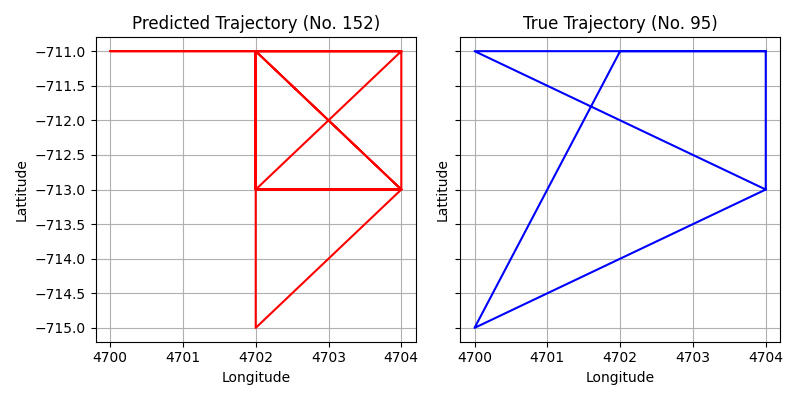 Predicted Trajectory (No. 152)
True Trajectory (No. 95)
−711.0
−711.5
−712.0
−712.5
−713.0
−713.5
−714.0
−714.5
−715.0
Lattitude
Lattitude
4700 4701 4702 4703 4704
4700 4701 4702 4703 4704
Longitude
Longitude